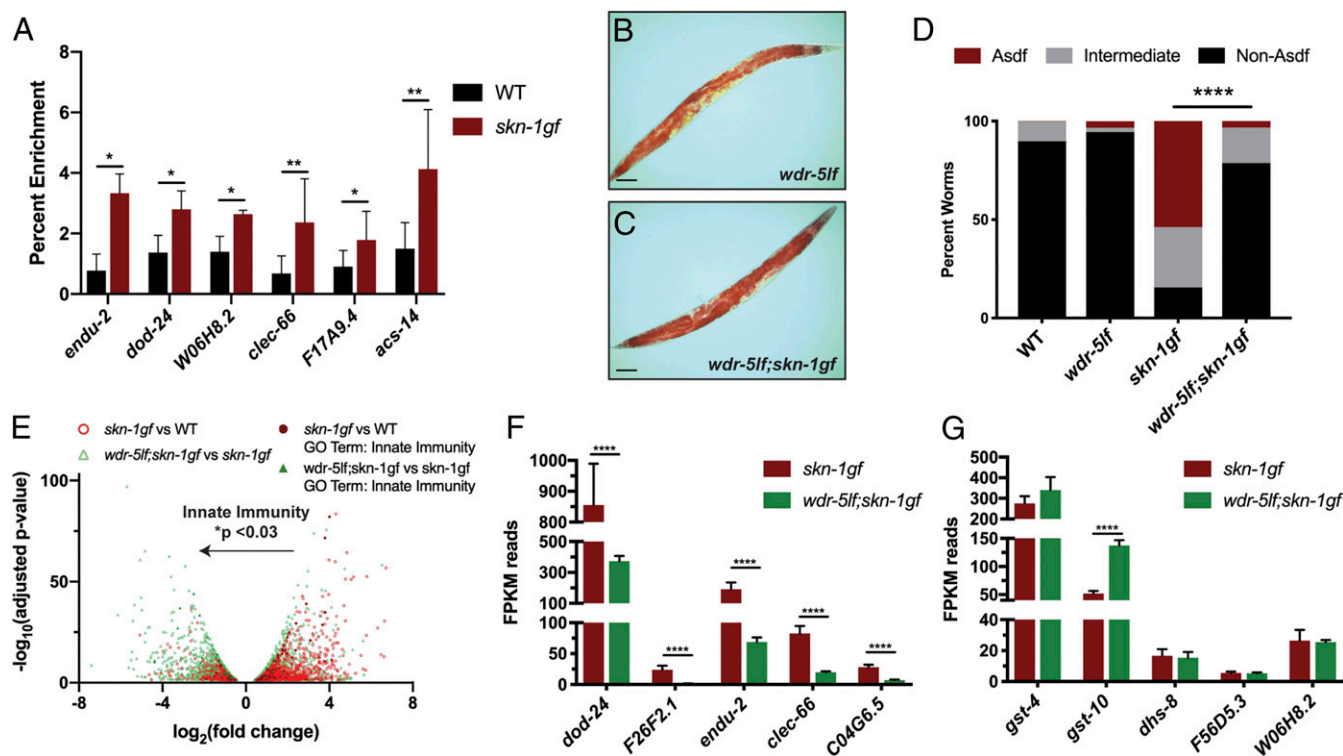 A
8
6
4
2
0
Percent Enrichment
WT
skn-1gf
*
*
*
**
*
**
endu-2
dod-24
W06H8.2
clec-66
F17A9.4
acs-14
B
wdr-5lf
C
wdr-5lf;skn-1gf
D
Asdf
Intermediate
Non-Asdf
****
100
50
0
Percent Worms
WT
wdr-5lf
skn-1gf
wdr-5lf;skn-1gf
E
skn-1gf vs WT
wdr-5lf;skn-1gf vs skn-1gf
skn-1gf vs WT
GO Term: Innate Immunity
wdr-5lf;skn-1gf vs skn-1gf
GO Term: Innate Immunity
Innate Immunity
*p <0.03
100
50
0
-log10(adjusted p-value)
-8
-4
0
4
8
log2(fold change)
F
1000
900
800
500
300
100
100
50
25
0
FPKM reads
skn-1gf
wdr-5lf;skn-1gf
****
****
****
****
****
dod-24
F26F2.1
endu-2
clec-66
C04G6.5
G
500
400
300
200
150
100
50
40
20
0
FPKM reads
skn-1gf
wdr-5lf;skn-1gf
****
gst-4
gst-10
dhs-8
F56D5.3
W06H8.2